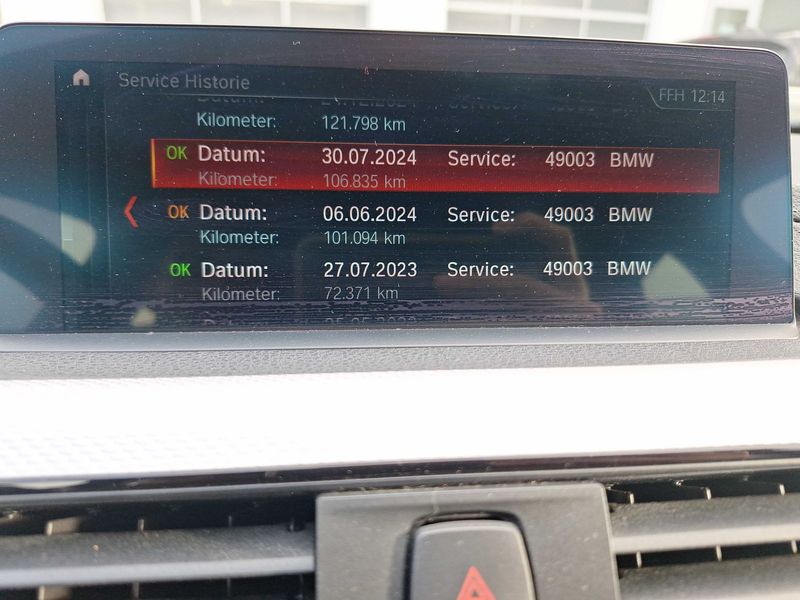 Service Historie
FFH 12:14
Kilometer: 121.798 km
OK Datum: 30.07.2024 Service: 49003 BMW
Kilometer: 106.835 km
OK Datum: 06.06.2024 Service: 49003 BMW
Kilometer: 101.094 km
OK Datum: 27.07.2023 Service: 49003 BMW
Kilometer: 72.371 km